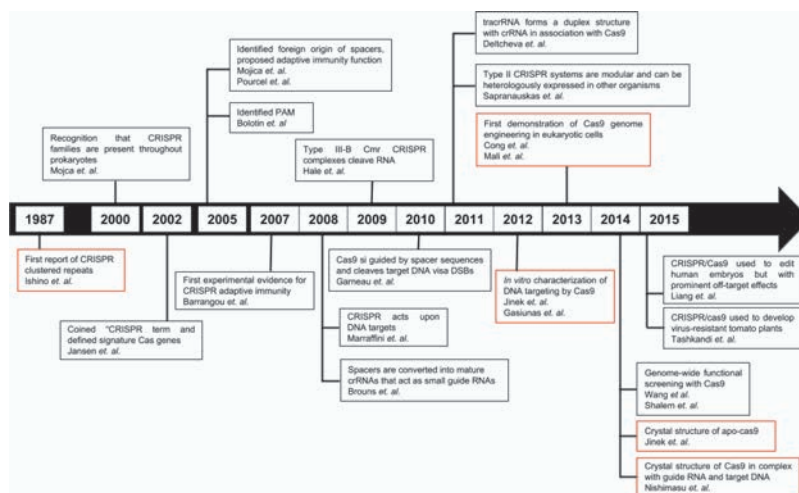 tracrRNA forms a duplex structure
with crRNA in association with Cas9
Deltcheva et. al.
Identified foreign origin of spacers,
proposed adaptive immunity function
Mojica et. al.
Pourcel et. al.
Type II CRISPR systems are modular and can be
heterologously expressed in other organisms
Sapranauskas et. al.
Identified PAM
Bolotin et. al
First demonstration of Cas9 genome
engineering in eukaryotic cells
Cong et. al.
Mali et. al.
Recognition that CRISPR
families are present throughout
prokaryotes
Mojca et. al.
Type III-B Cmr CRISPR
complexes cleave RNA
Hale et. al.
1987 2000 2002 2005 2007 2008 2009 2010 2012 2013 2014 2015
First report of CRISPR
clustered repeats
Ishino et. al.
First experimental evidence for
CRISPR adaptive immunity
Barrangou et. al.
Cas9 si guided by spacer sequences
and cleaves target DNA visa DSBs
Garneau et. al.
In vitro characterization of
DNA targeting by Cas9
Jinek et. al.
Gasiunas et. al.
CRISPR/Cas9 used to edit
human embryos but with
prominent off-target effects
Liang et. al.
Coined "CRISPR term and
defined signature Cas genes
Jansen et. al.
CRISPR acts upon
DNA targets
Marraffini et. al.
CRISPR/cas9 used to develop
virus-resistant tomato plants
Tashkandi et. al.
Spacers are converted into mature
crRNAs that act as small guide RNAs
Brouns et. al.
Genome-wide functional
screening with Cas9
Wang et. al.
Shalem et. al.
Crystal structure of apo-cas9
Jinek et. al.
Crystal structure of Cas9 in complex
with guide RNA and target DNA
Nishimasu et. al.